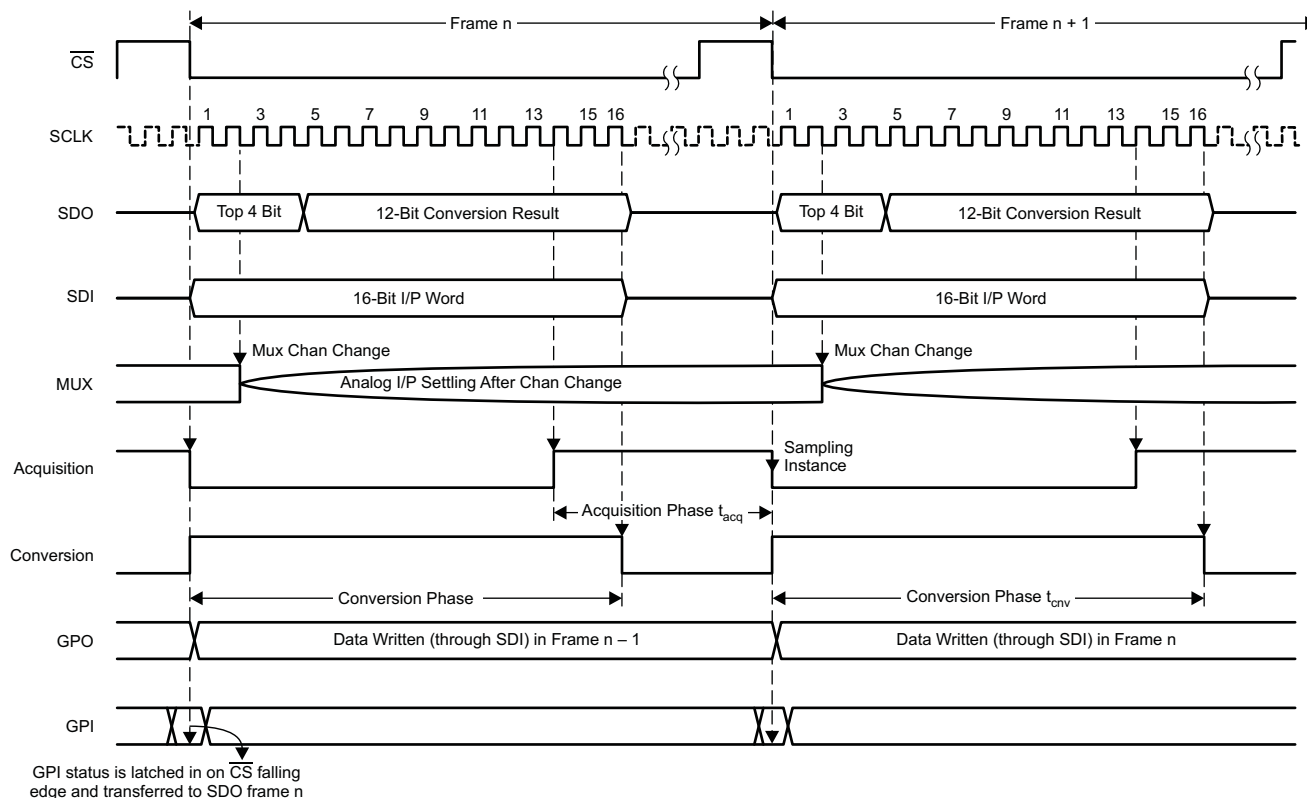 Frame n
Frame n + 1
CS
1 3 5 7 9 11 13 15 16 1 3 5 7 9 11 13 15 16
SCLK
SDO
Top 4 Bit
12-Bit Conversion Result
Top 4 Bit
12-Bit Conversion Result
SDI
16-Bit I/P Word
16-Bit I/P Word
Mux Chan Change
Mux Chan Change
MUX
Analog I/P Settling After Chan Change
Acquisition
Sampling
Instance
Acquisition Phase tacq
Conversion
Conversion Phase
Conversion Phase tcnv
GPO
Data Written (through SDI) in Frame n – 1
Data Written (through SDI) in Frame n
GPI
GPI status is latched in on CS falling
edge and transferred to SDO frame n